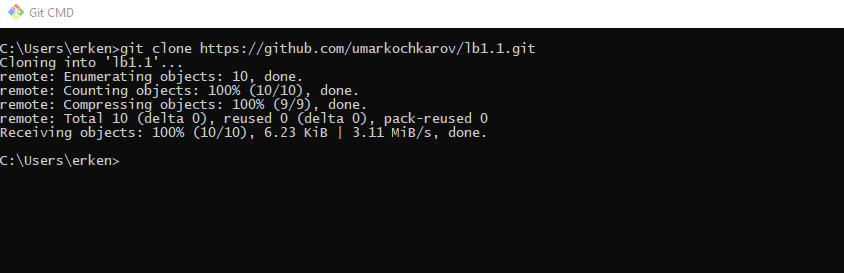 Git CMD
C:\Users\erken>git clone https://github.com/umarkochkarov/lb1.1.git
Cloning into 'lb1.1'...
remote: Enumerating objects: 10, done.
remote: Counting objects: 100% (10/10), done.
remote: Compressing objects: 100% (9/9), done.
remote: Total 10 (delta 0), reused 0 (delta 0), pack-reused 0
Receiving objects: 100% (10/10), 6.23 KiB | 3.11 MiB/s, done.
C:\Users\erken>